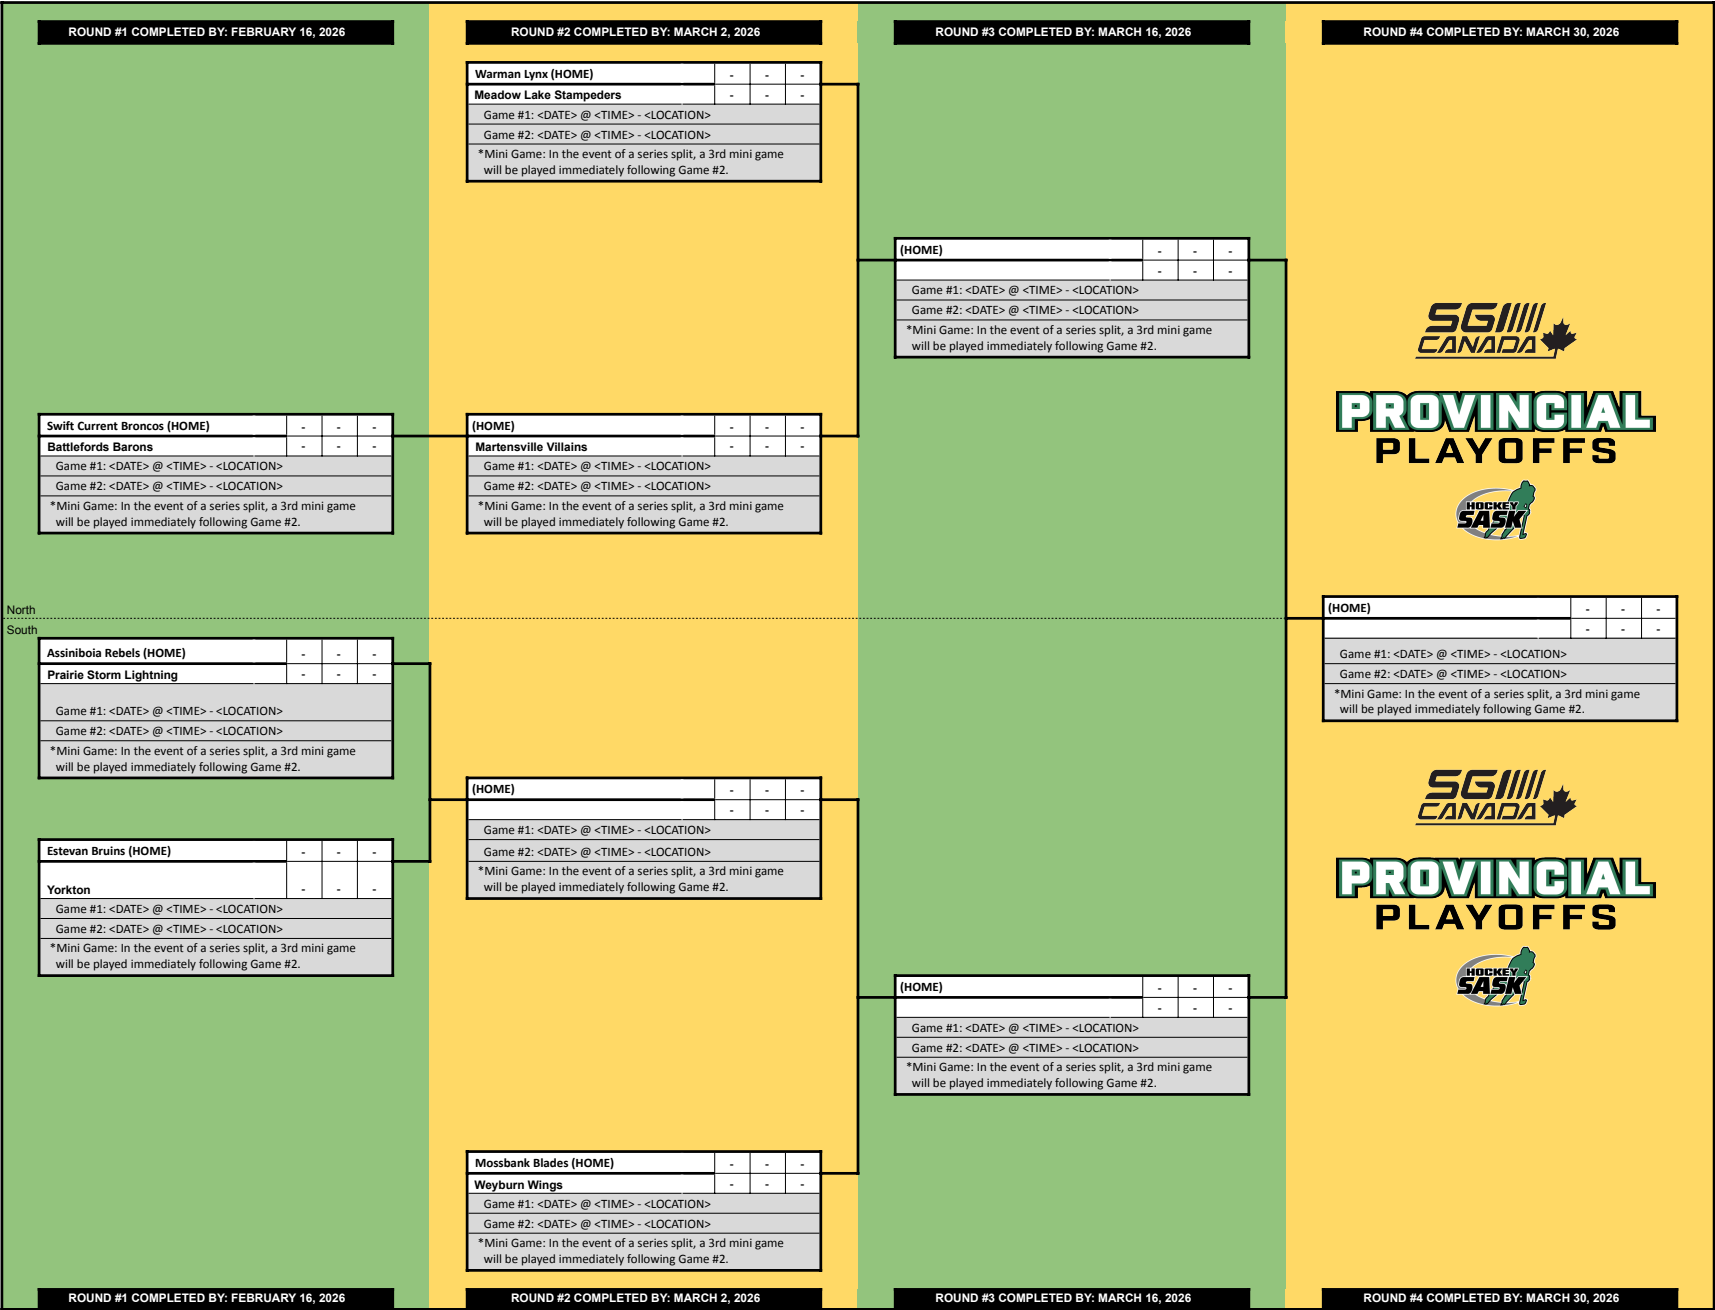 ROUND #1 COMPLETED BY: FEBRUARY 16, 2026
ROUND #2 COMPLETED BY: MARCH 2, 2026
ROUND #3 COMPLETED BY: MARCH 16, 2026
ROUND #4 COMPLETED BY: MARCH 30, 2026
Warman Lynx (HOME) - - -
Meadow Lake Stampeders - - -
Game #1: <DATE> @ <TIME> - <LOCATION>
Game #2: <DATE> @ <TIME> - <LOCATION>
*Mini Game: In the event of a series split, a 3rd mini game
will be played immediately following Game #2.
(HOME) - - -
- - -
Game #1: <DATE> @ <TIME> - <LOCATION>
Game #2: <DATE> @ <TIME> - <LOCATION>
*Mini Game: In the event of a series split, a 3rd mini game
will be played immediately following Game #2.
SGI
CANADA
PROVINCIAL
PLAYOFFS
HOCKEY
SASK
Swift Current Broncos (HOME) - - -
Battlefords Barons - - -
Game #1: <DATE> @ <TIME> - <LOCATION>
Game #2: <DATE> @ <TIME> - <LOCATION>
*Mini Game: In the event of a series split, a 3rd mini game
will be played immediately following Game #2.
(HOME) - - -
Martensville Villains - - -
Game #1: <DATE> @ <TIME> - <LOCATION>
Game #2: <DATE> @ <TIME> - <LOCATION>
*Mini Game: In the event of a series split, a 3rd mini game
will be played immediately following Game #2.
North
South
(HOME) - - -
- - -
Game #1: <DATE> @ <TIME> - <LOCATION>
Game #2: <DATE> @ <TIME> - <LOCATION>
*Mini Game: In the event of a series split, a 3rd mini game
will be played immediately following Game #2.
Assiniboia Rebels (HOME) - - -
Prairie Storm Lightning - - -
Game #1: <DATE> @ <TIME> - <LOCATION>
Game #2: <DATE> @ <TIME> - <LOCATION>
*Mini Game: In the event of a series split, a 3rd mini game
will be played immediately following Game #2.
(HOME) - - -
- - -
Game #1: <DATE> @ <TIME> - <LOCATION>
Game #2: <DATE> @ <TIME> - <LOCATION>
*Mini Game: In the event of a series split, a 3rd mini game
will be played immediately following Game #2.
SGI
CANADA
PROVINCIAL
PLAYOFFS
HOCKEY
SASK
Estevan Bruins (HOME) - - -
Yorkton - - -
Game #1: <DATE> @ <TIME> - <LOCATION>
Game #2: <DATE> @ <TIME> - <LOCATION>
*Mini Game: In the event of a series split, a 3rd mini game
will be played immediately following Game #2.
(HOME) - - -
- - -
Game #1: <DATE> @ <TIME> - <LOCATION>
Game #2: <DATE> @ <TIME> - <LOCATION>
*Mini Game: In the event of a series split, a 3rd mini game
will be played immediately following Game #2.
Mossbank Blades (HOME) - - -
Weyburn Wings - - -
Game #1: <DATE> @ <TIME> - <LOCATION>
Game #2: <DATE> @ <TIME> - <LOCATION>
*Mini Game: In the event of a series split, a 3rd mini game
will be played immediately following Game #2.
ROUND #1 COMPLETED BY: FEBRUARY 16, 2026
ROUND #2 COMPLETED BY: MARCH 2, 2026
ROUND #3 COMPLETED BY: MARCH 16, 2026
ROUND #4 COMPLETED BY: MARCH 30, 2026